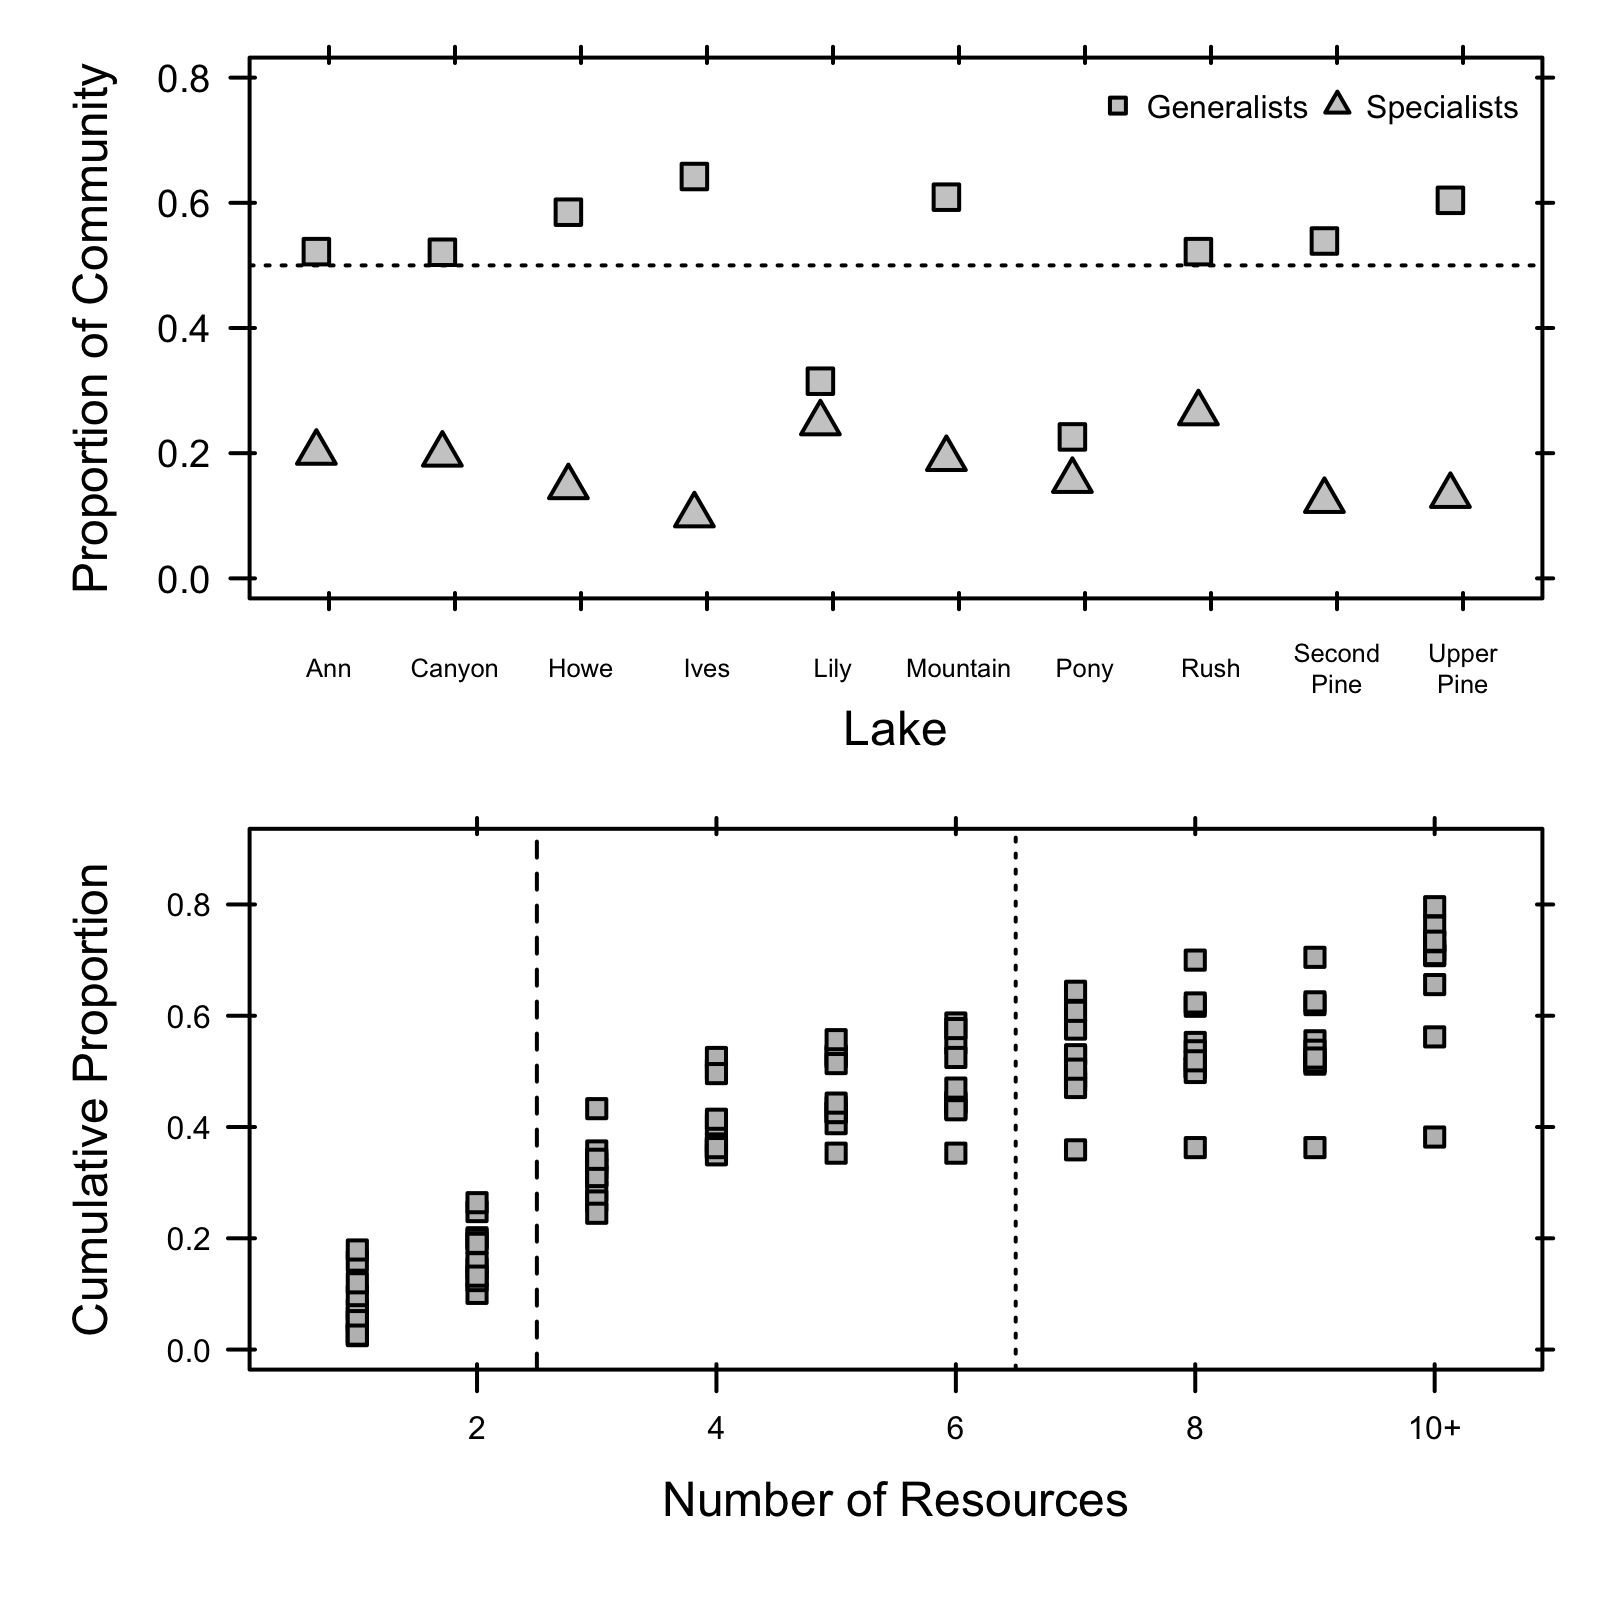 Proportion of Community
0.8
0.6
0.4
0.2
0.0
Generalists Specialists
Ann Canyon Howe Ives Lily Mountain Pony Rush Second Pine Upper Pine
Lake
Cumulative Proportion
0.8
0.6
0.4
0.2
0.0
2 4 6 8 10+
Number of Resources